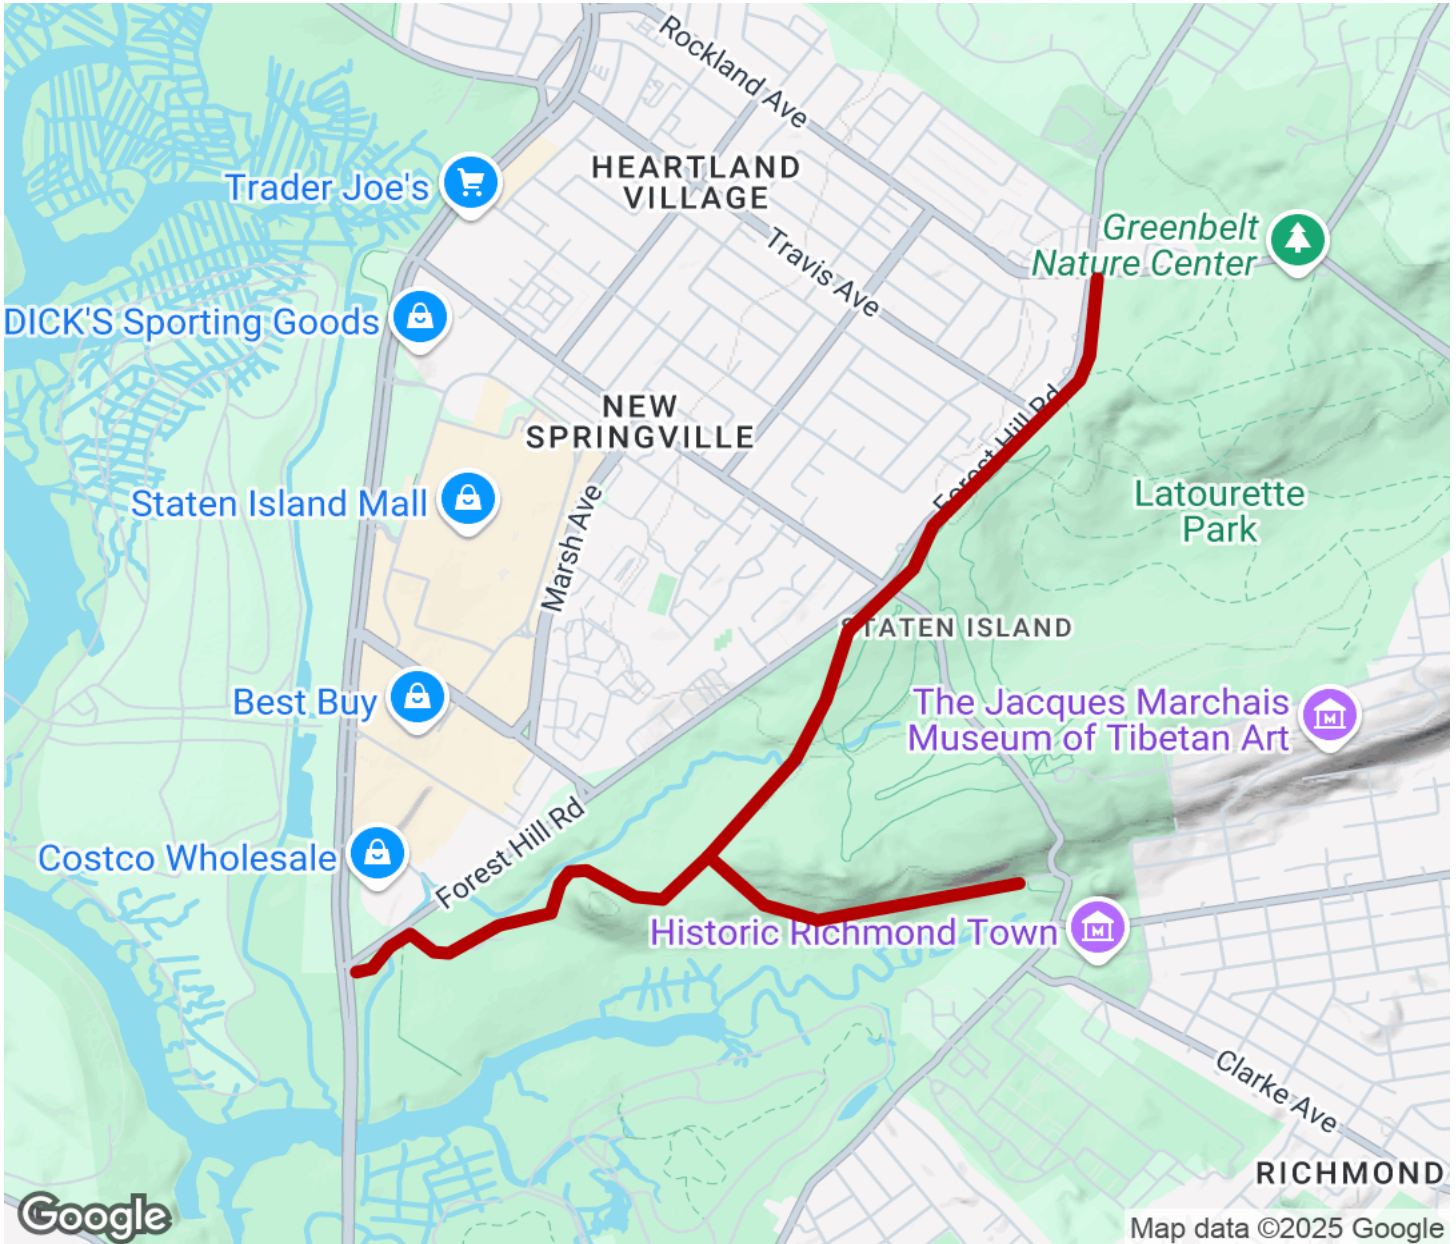 Rockland Ave
HEARTLAND
VILLAGE
Trader Joe's
Greenbelt
Nature Center
Travis Ave
DICK'S Sporting Goods
NEW
SPRINGVILLE
Forest Hill Rd
Latourette
Park
Staten Island Mall
Marsh Ave
STATEN ISLAND
Best Buy
The Jacques Marchais
Museum of Tibetan Art
Forest Hill Rd
Costco Wholesale
Historic Richmond Town
Clarke Ave
RICHMOND
Google
Map data ©2025 Google